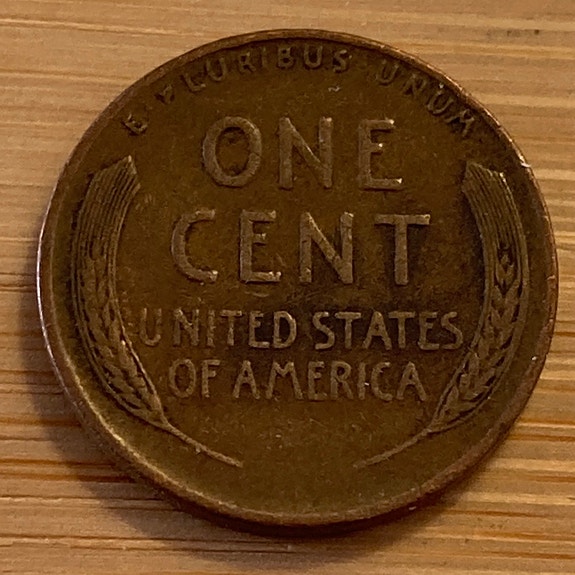 E PLURIBUS UNUM
ONE
CENT
UNITED STATES
OF AMERICA